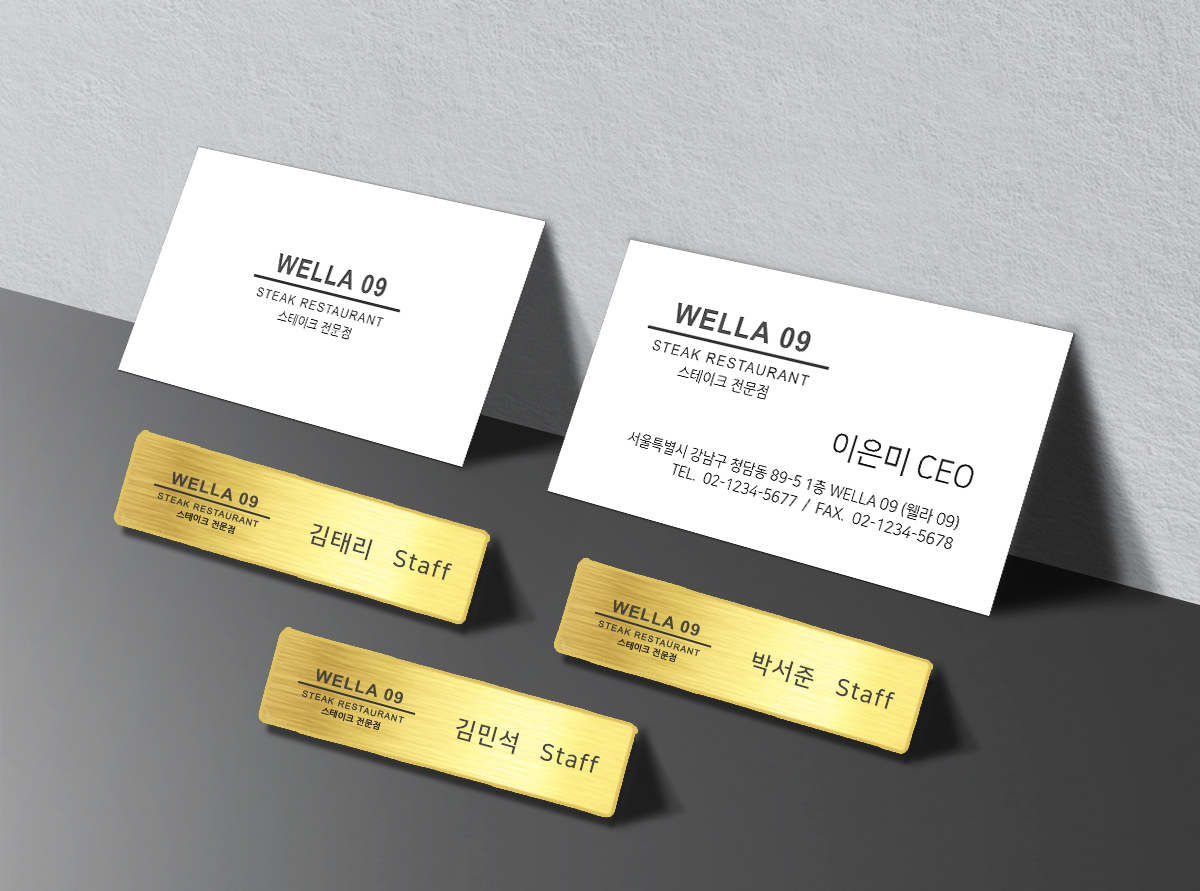 WELLA 09
STEAK RESTAURANT
스테이크 전문점
WELLA 09
STEAK RESTAURANT
스테이크 전문점
이은미 CEO
서울특별시 강남구 청담동 89-5 1층 WELLA 09 (웰라 09)
TEL. 02-1234-5677 / FAX. 02-1234-5678
WELLA 09
STEAK RESTAURANT
스테이크 전문점
김태리 Staff
WELLA 09
STEAK RESTAURANT
스테이크 전문점
박서준 Staff
WELLA 09
STEAK RESTAURANT
스테이크 전문점
김민석 Staff